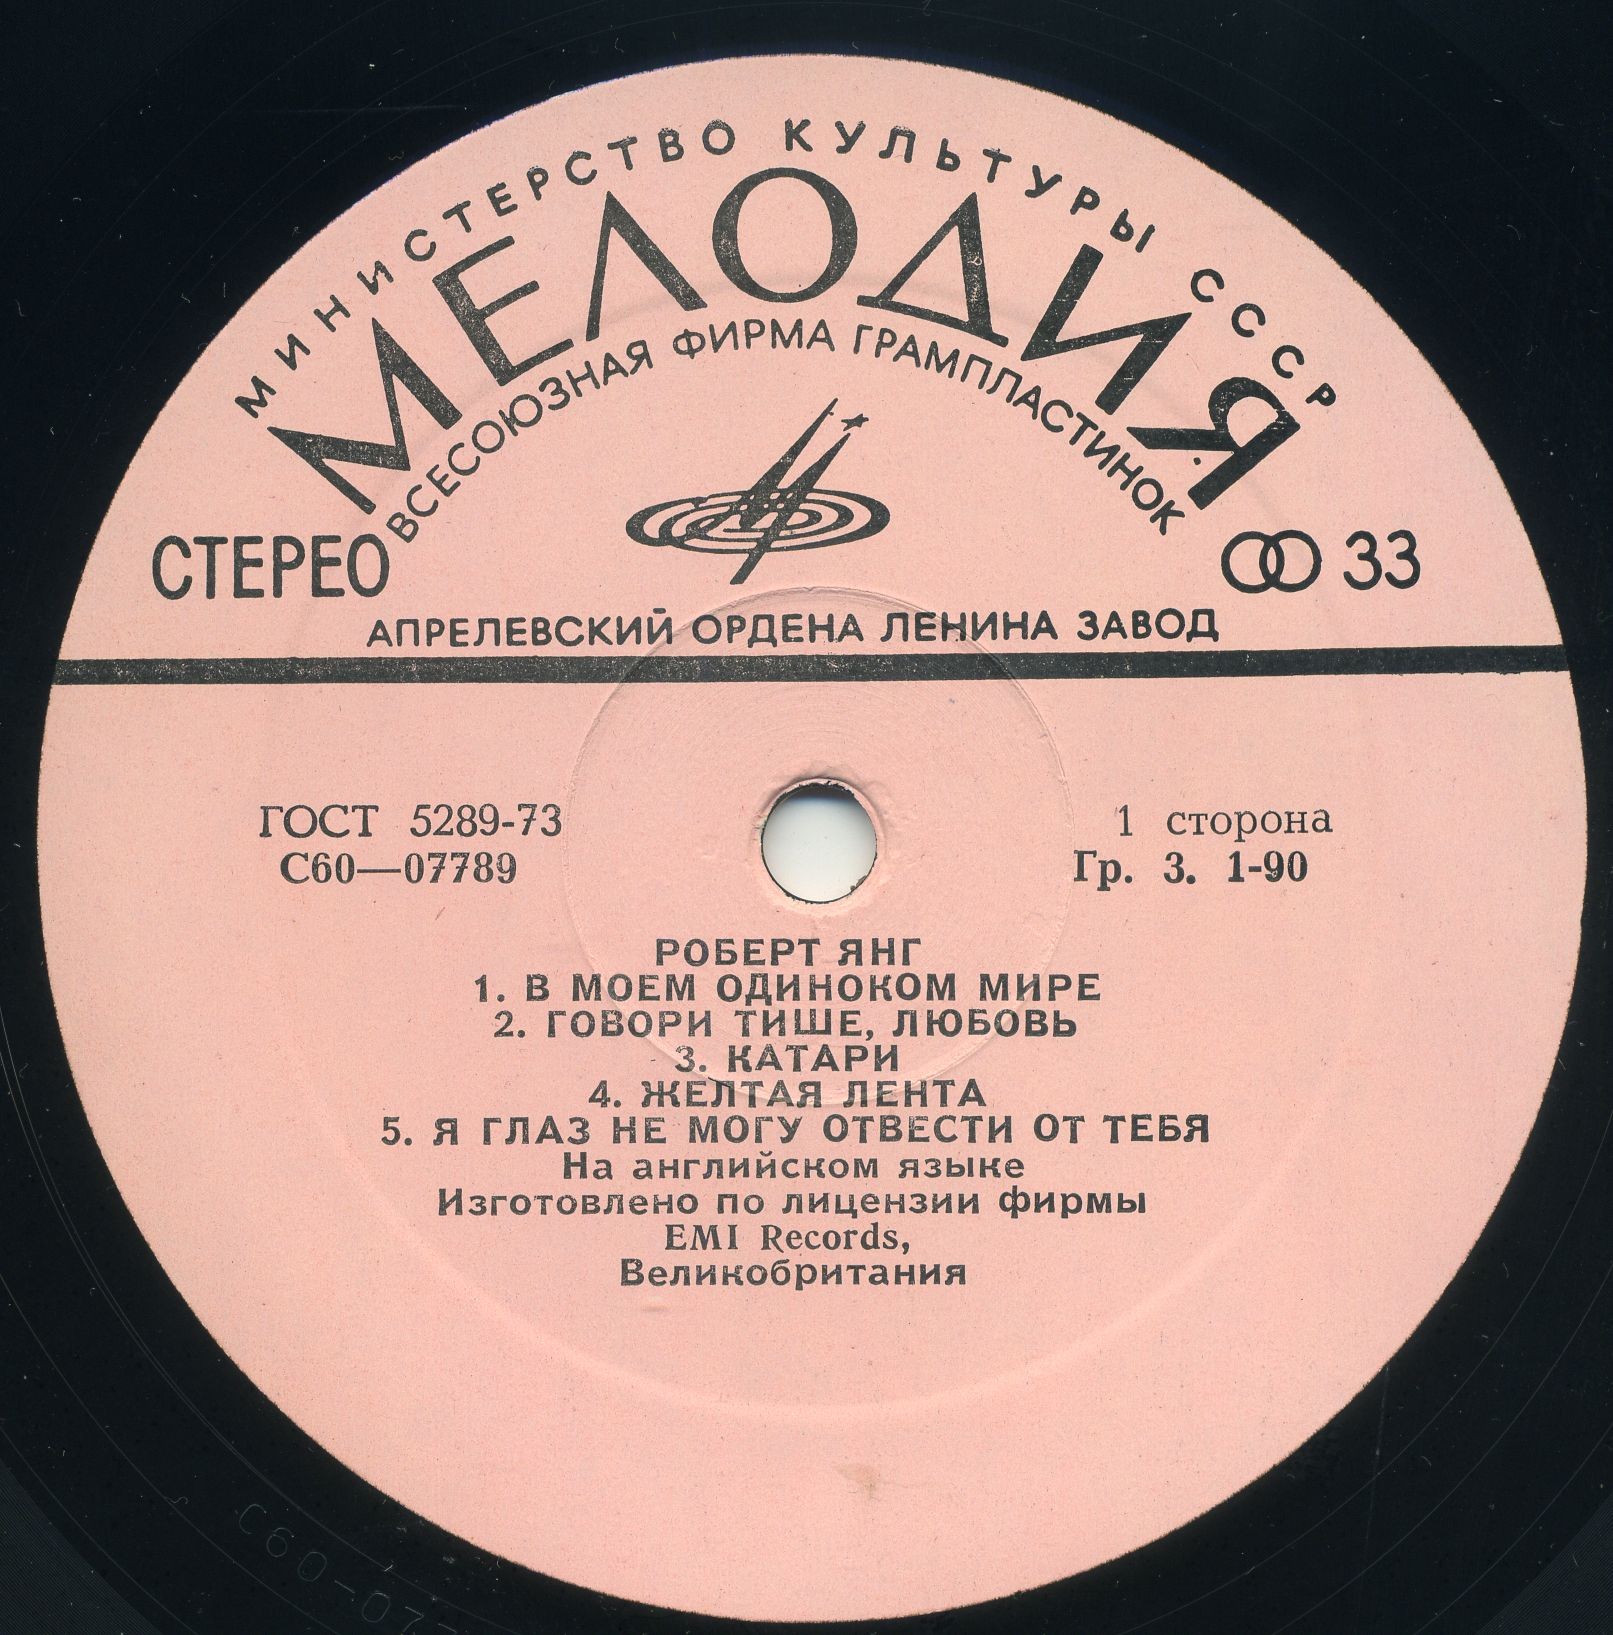 МИНИСТЕРСТВО КУЛЬТУРЫ СССР
МЕЛОДИЯ
ВСЕСОЮЗНАЯ ФИРМА ГРАМПЛАСТИНОК
СТЕРЕО
33
АПРЕЛЕВСКИЙ ОРДЕНА ЛЕНИНА ЗАВОД
ГОСТ 5289-73
1 сторона
С60—07789
Гр. 3. 1-90
РОБЕРТ ЯНГ
1. В МОЕМ ОДИНОКОМ МИРЕ
2. ГОВОРИ ТИШЕ, ЛЮБОВЬ
3. КАТАРИ
4. ЖЕЛТАЯ ЛЕНТА
5. Я ГЛАЗ НЕ МОГУ ОТВЕСТИ ОТ ТЕБЯ
На английском языке
Изготовлено по лицензии фирмы
EMI Records,
Великобритания
С60-07